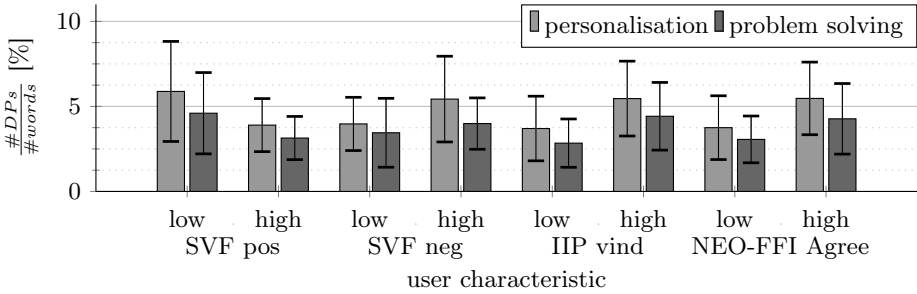 10
personalisation problem solving
5
0
#DPs / #words [%]
low high low high low high low high
SVF pos SVF neg IIP vind NEO-FFI Agree
user characteristic